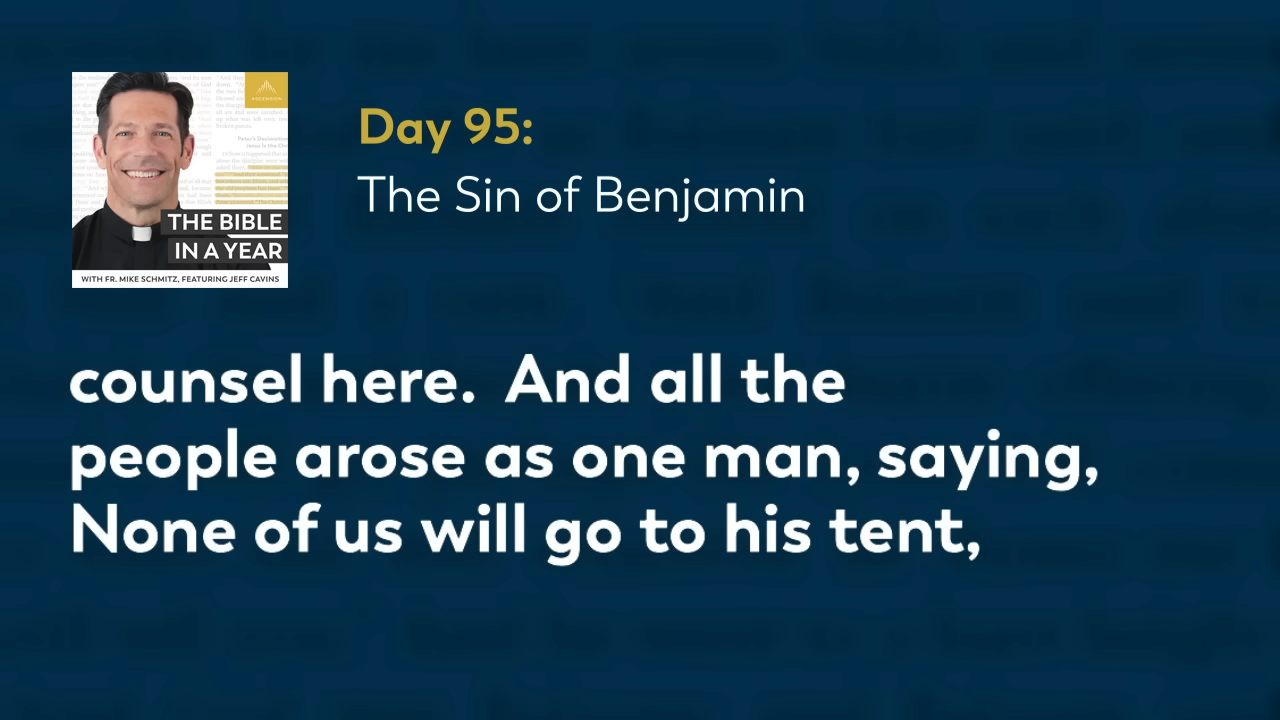 ASCENSION
THE BIBLE
IN A YEAR
WITH FR. MIKE SCHMITZ, FEATURING JEFF CAVINS
Day 95:
The Sin of Benjamin
counsel here.  And all the
people arose as one man, saying,
None of us will go to his tent,